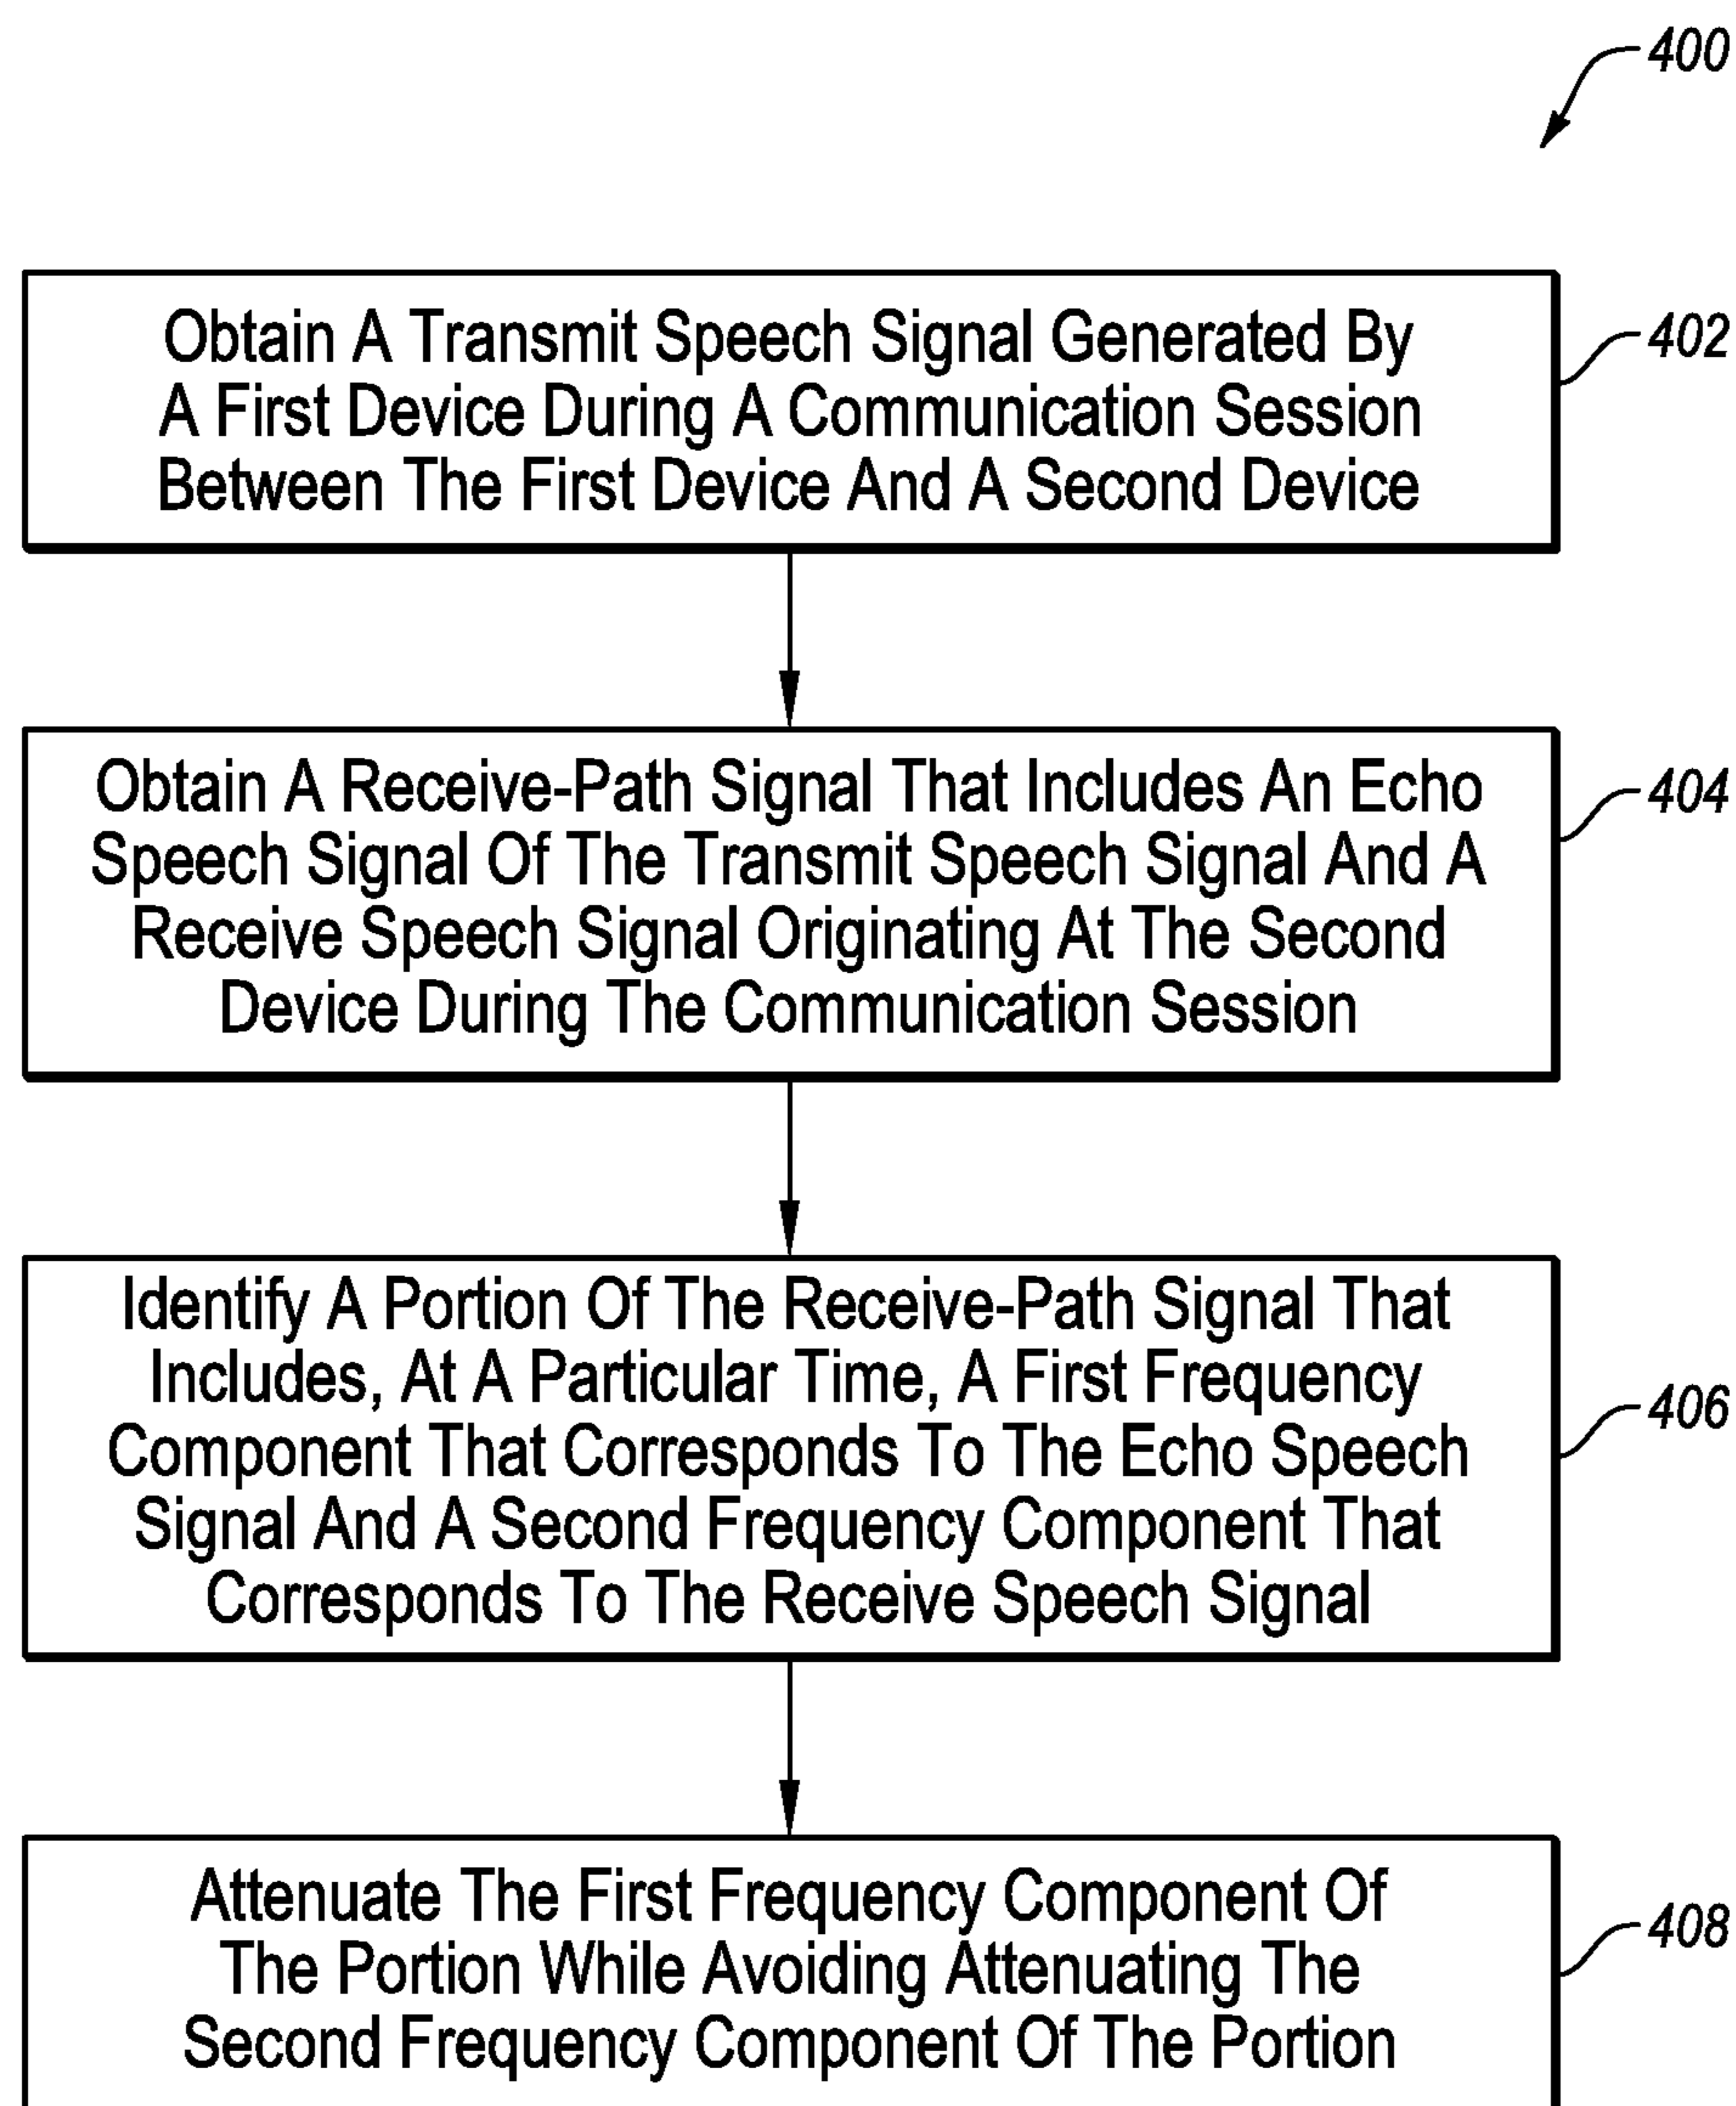 400
Obtain A Transmit Speech Signal Generated By
A First Device During A Communication Session
Between The First Device And A Second Device
402
Obtain A Receive-Path Signal That Includes An Echo
Speech Signal Of The Transmit Speech Signal And A
Receive Speech Signal Originating At The Second
Device During The Communication Session
404
Identify A Portion Of The Receive-Path Signal That
Includes, At A Particular Time, A First Frequency
Component That Corresponds To The Echo Speech
Signal And A Second Frequency Component That
Corresponds To The Receive Speech Signal
406
Attenuate The First Frequency Component Of
The Portion While Avoiding Attenuating The
Second Frequency Component Of The Portion
408